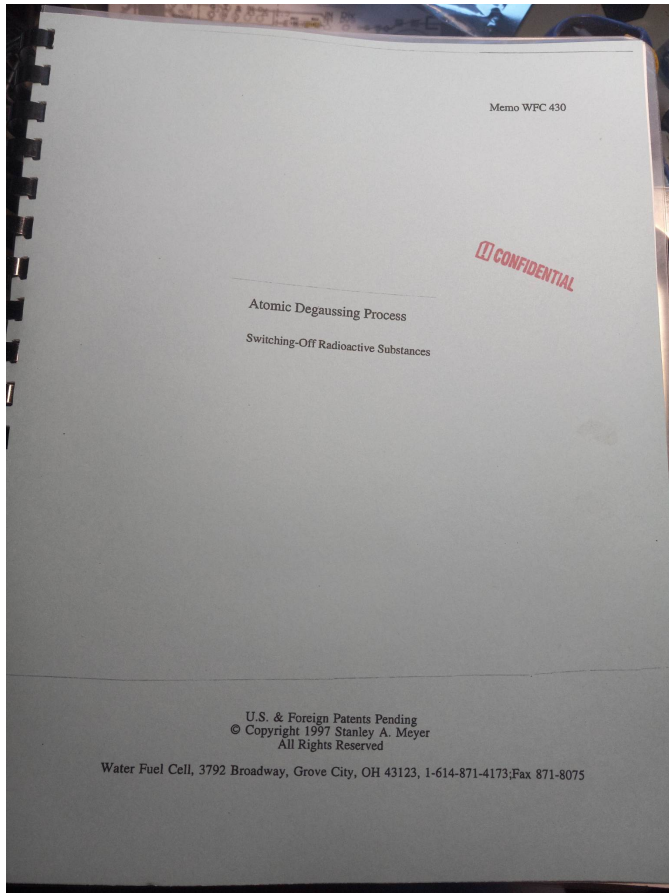 Memo WFC 430
CONFIDENTIAL
Atomic Degaussing Process
Switching-Off Radioactive Substances
U.S. & Foreign Patents Pending
© Copyright 1997 Stanley A. Meyer
All Rights Reserved
Water Fuel Cell, 3792 Broadway, Grove City, OH 43123, 1-614-871-4173;Fax 871-8075